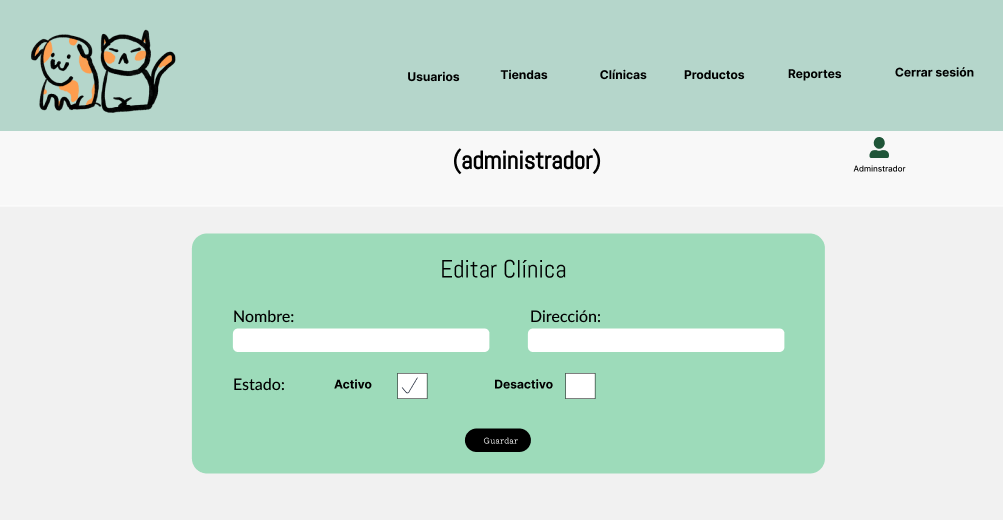 Usuarios Tiendas Clínicas Productos Reportes Cerrar sesión
(administrador)
Adminstrador
Editar Clínica
Nombre: Dirección:
Estado: Activo Desactivo
Guardar